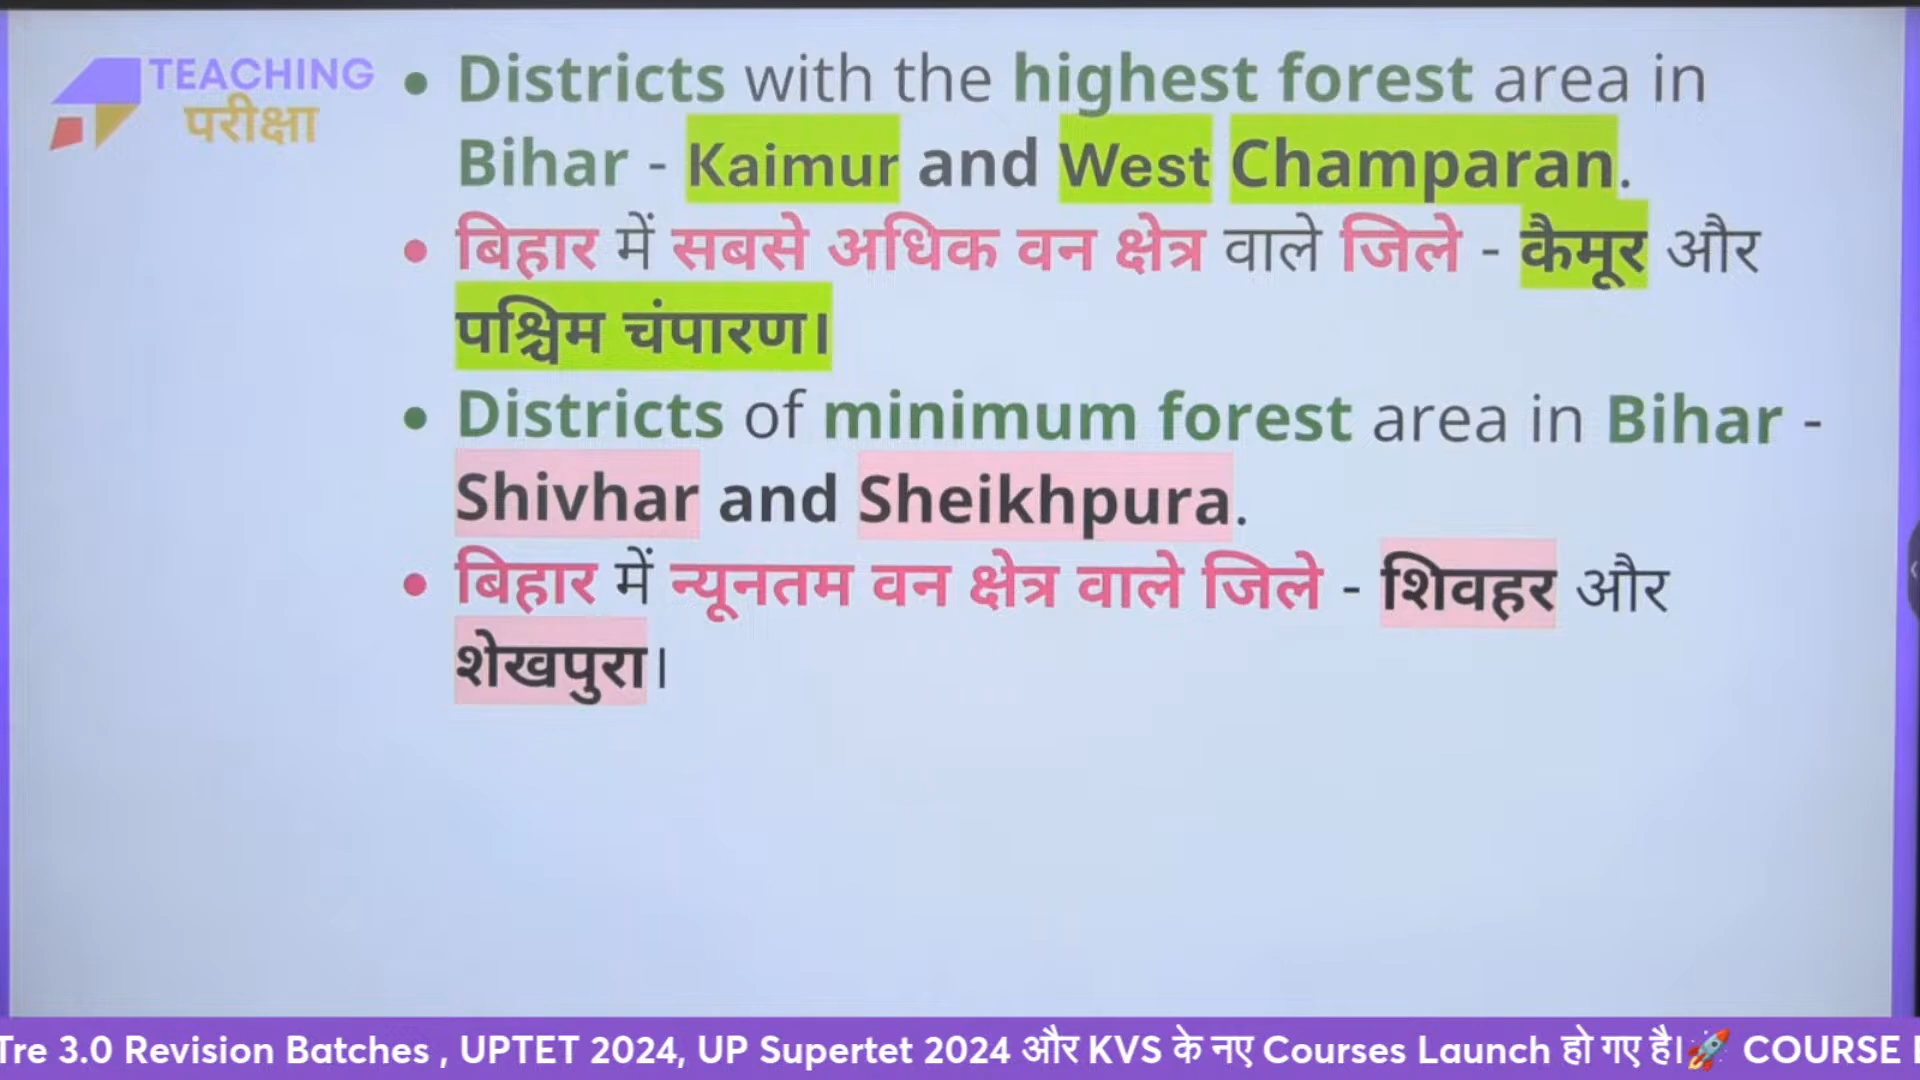 TEACHING
परीक्षा
• Districts with the highest forest area in
Bihar - Kaimur and West Champaran.
• बिहार में सबसे अधिक वन क्षेत्र वाले जिले - कैमूर और
पश्चिम चंपारण।
• Districts of minimum forest area in Bihar -
Shivhar and Sheikhpura.
• बिहार में न्यूनतम वन क्षेत्र वाले जिले - शिवहर और
शेखपुरा।
Tre 3.0 Revision Batches , UPTET 2024, UP Supertet 2024 और KVS के नए Courses Launch हो गए है।🚀 COURSE